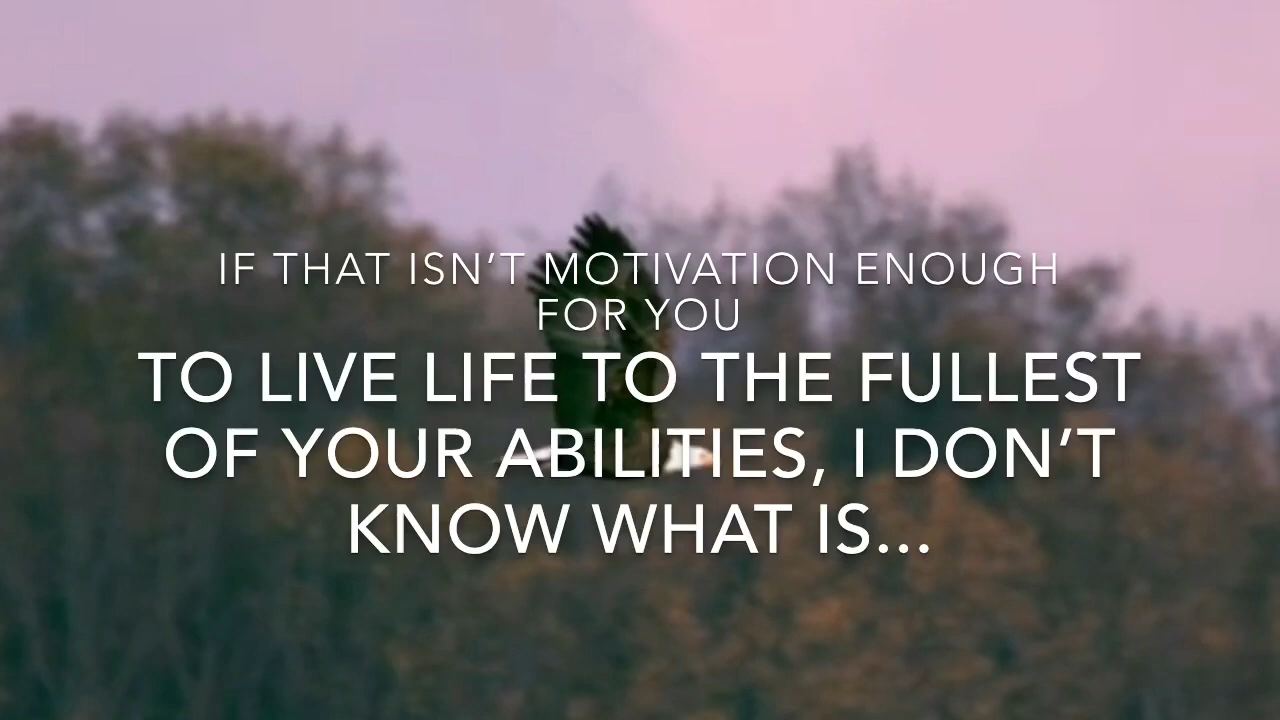 IF THAT ISN’T MOTIVATION ENOUGH
FOR YOU
TO LIVE LIFE TO THE FULLEST
OF YOUR ABILITIES, I DON’T
KNOW WHAT IS...